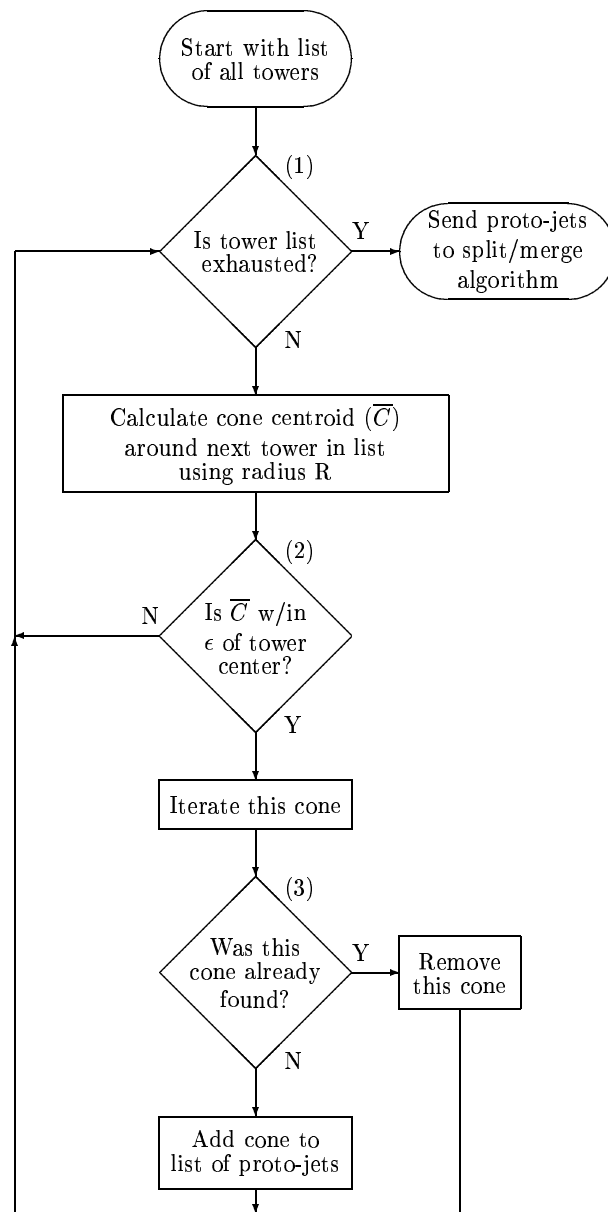 Start with list
of all towers
(1)
Is tower list
exhausted?
Y
Send proto-jets
to split/merge
algorithm
N
Calculate cone centroid (C̅)
around next tower in list
using radius R
(2)
N
Is C̅ w/in
ϵ of tower
center?
Y
Iterate this cone
(3)
Was this
cone already
found?
Y
Remove
this cone
N
Add cone to
list of proto-jets